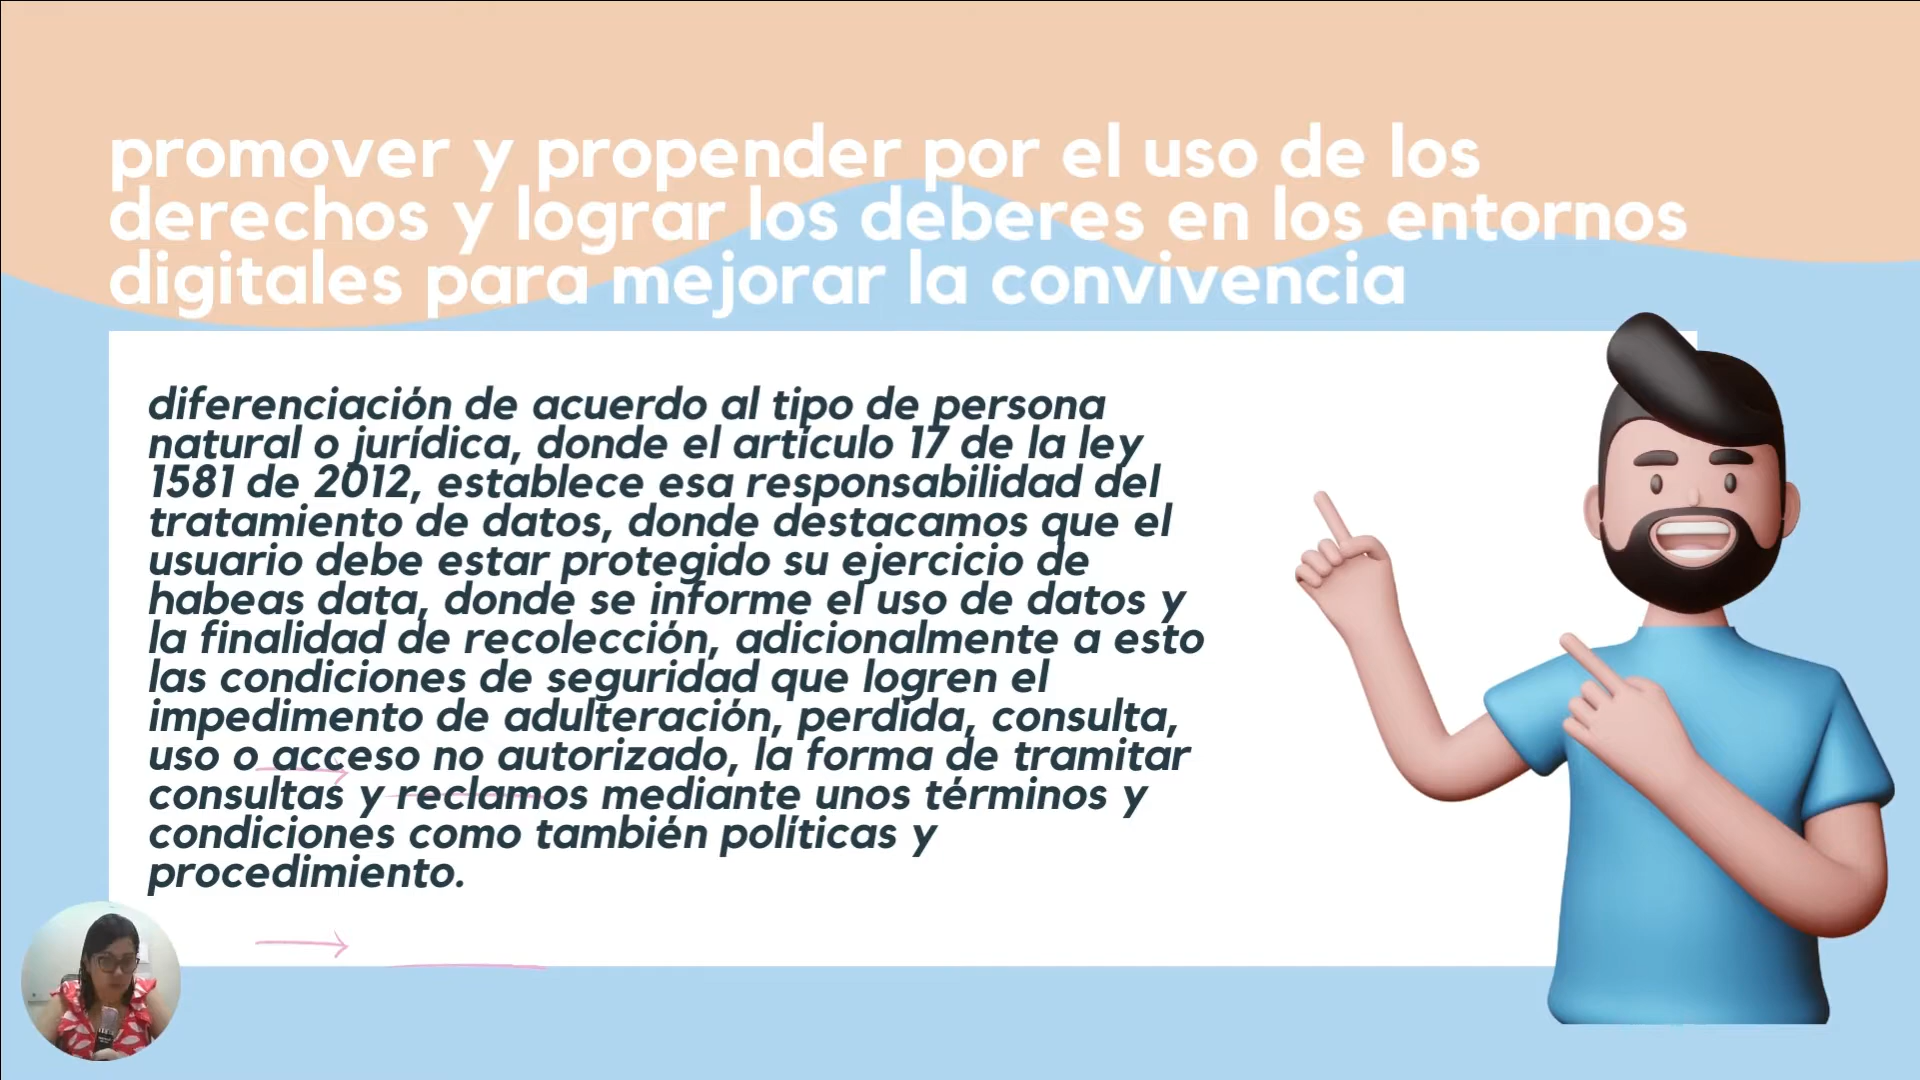 promover y propender por el uso de los
derechos y lograr los deberes en los entornos
digitales para mejorar la convivencia
diferenciación de acuerdo al tipo de persona
natural o jurídica, donde el artículo 17 de la ley
1581 de 2012, establece esa responsabilidad del
tratamiento de datos, donde destacamos que el
usuario debe estar protegido su ejercicio de
habeas data, donde se informe el uso de datos y
la finalidad de recolección, adicionalmente a esto
las condiciones de seguridad que logren el
impedimento de adulteración, perdida, consulta,
uso o acceso no autorizado, la forma de tramitar
consultas y reclamos mediante unos términos y
condiciones como también políticas y
procedimiento.